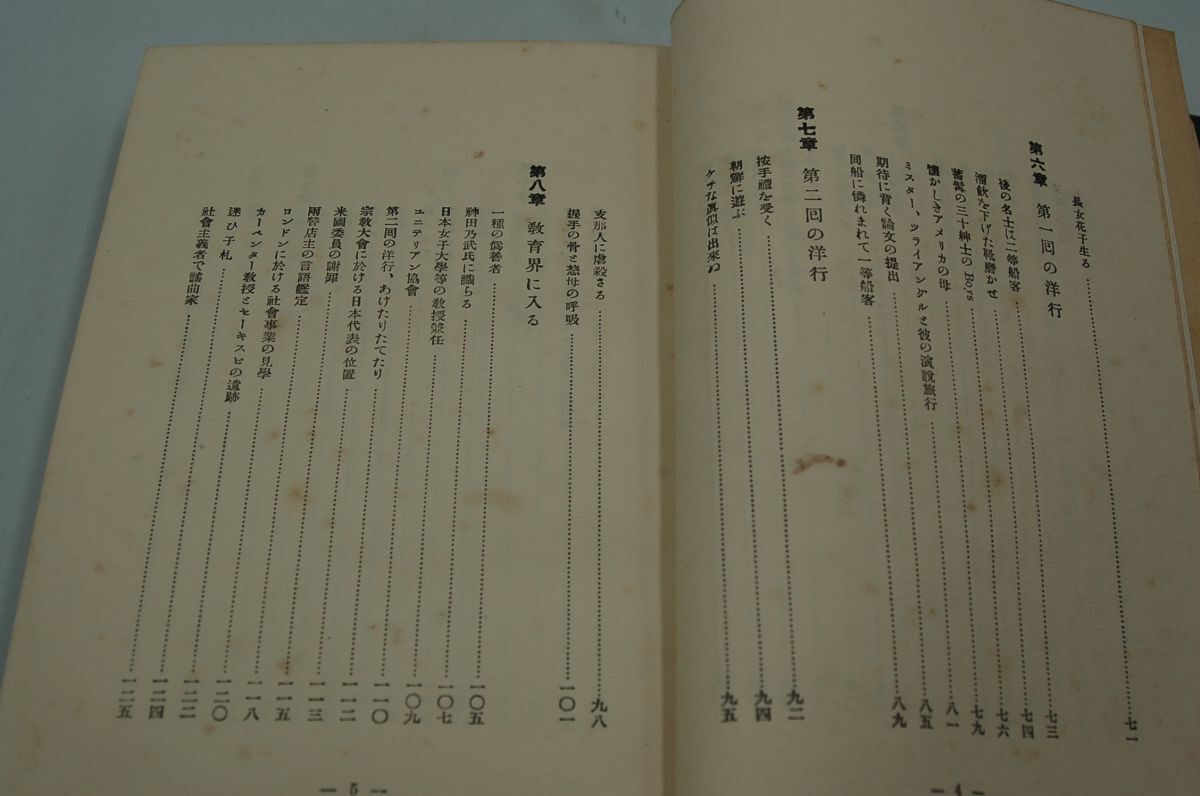 長女花子生る……七一
第六章　第一回の洋行
後の名士は二等船客……七三
溜飲を下げた靴磨かせ……七四
蓄髯の三十紳士の Boys……七六
懐かしきアメリカの母……七九
ミスター、ツライアングルと彼の演説旅行……八一
期待に背く論文の提出……八五
同船に憐れまれて一等船客……八九
第七章　第二回の洋行
按手禮を受く……九二
朝鮮に遊ぶ……九四
ケチな眞似は出來ぬ……九五
— 4 —
支那人に虐殺さる……九八
握手の骨と慈母の呼吸……一〇一
第八章　敎育界に入る
一種の僞善者……一〇五
神田乃武氏に識らる……一〇七
日本女子大學等の敎授兼任……一〇九
ユニテリアン協會……一一〇
第二回の洋行、あけたりたてたり……一一二
宗敎大會に於ける日本代表の位置……一一三
米國委員の謝罪……一一五
兩替店主の言語鑑定……一一八
ロンドンに於ける社會事業の見學……一二〇
カーペンター敎授とセーキスピの遺跡……一二二
迷ひ子札……一二四
社會主義者で謠曲家……一二五
— 5 —